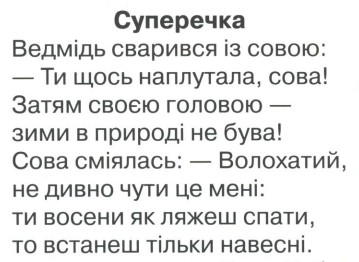 Суперечка
Ведмідь сварився із совою:
— Ти щось наплутала, сова!
Затям своєю головою —
зими в природі не бува!
Сова сміялась: — Волохатий,
не дивно чути це мені:
ти восени як ляжеш спати,
то встанеш тільки навесні.